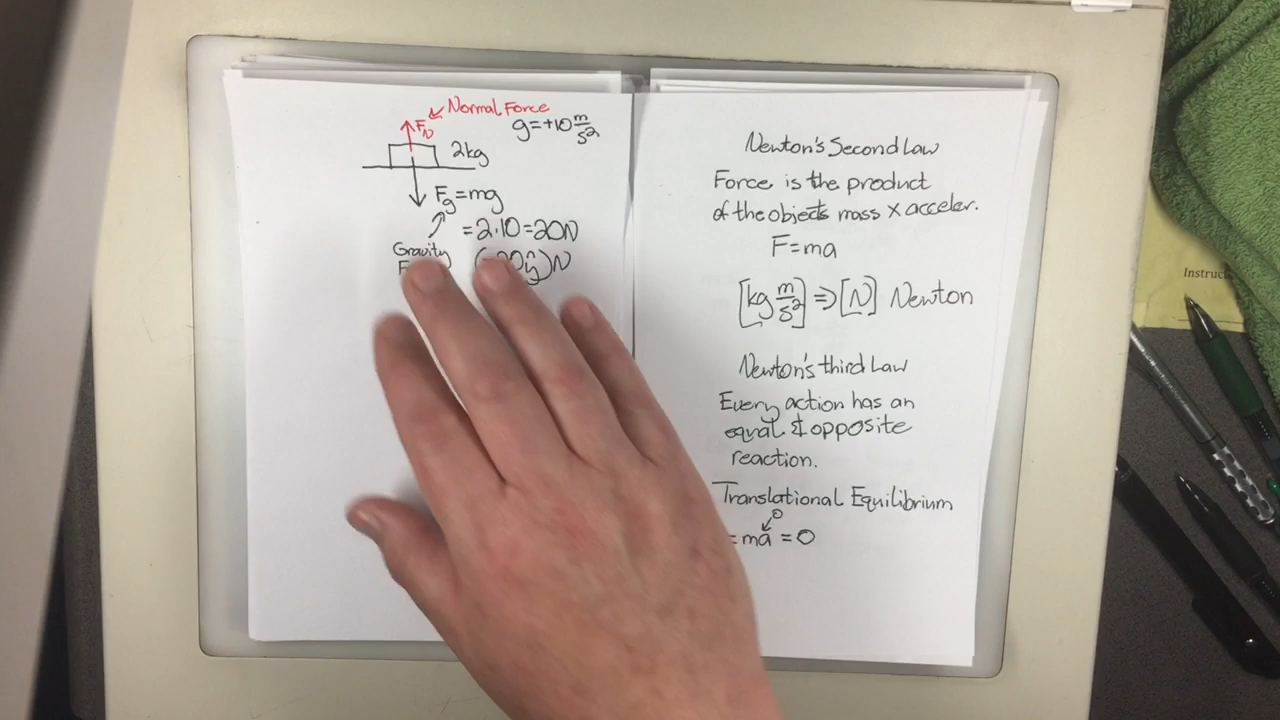 Normal Force
F_N
g=+10 m/s²
2kg
F_g=mg
=2·10=20N
Gravity
Newton's Second Law
Force is the product
of the objects mass x acceler.
F=ma
[kg m/s²] ⇒ [N] Newton
Newton's third Law
Every action has an
equal & opposite
reaction.
Translational Equilibrium
0
=ma=0
Instruc